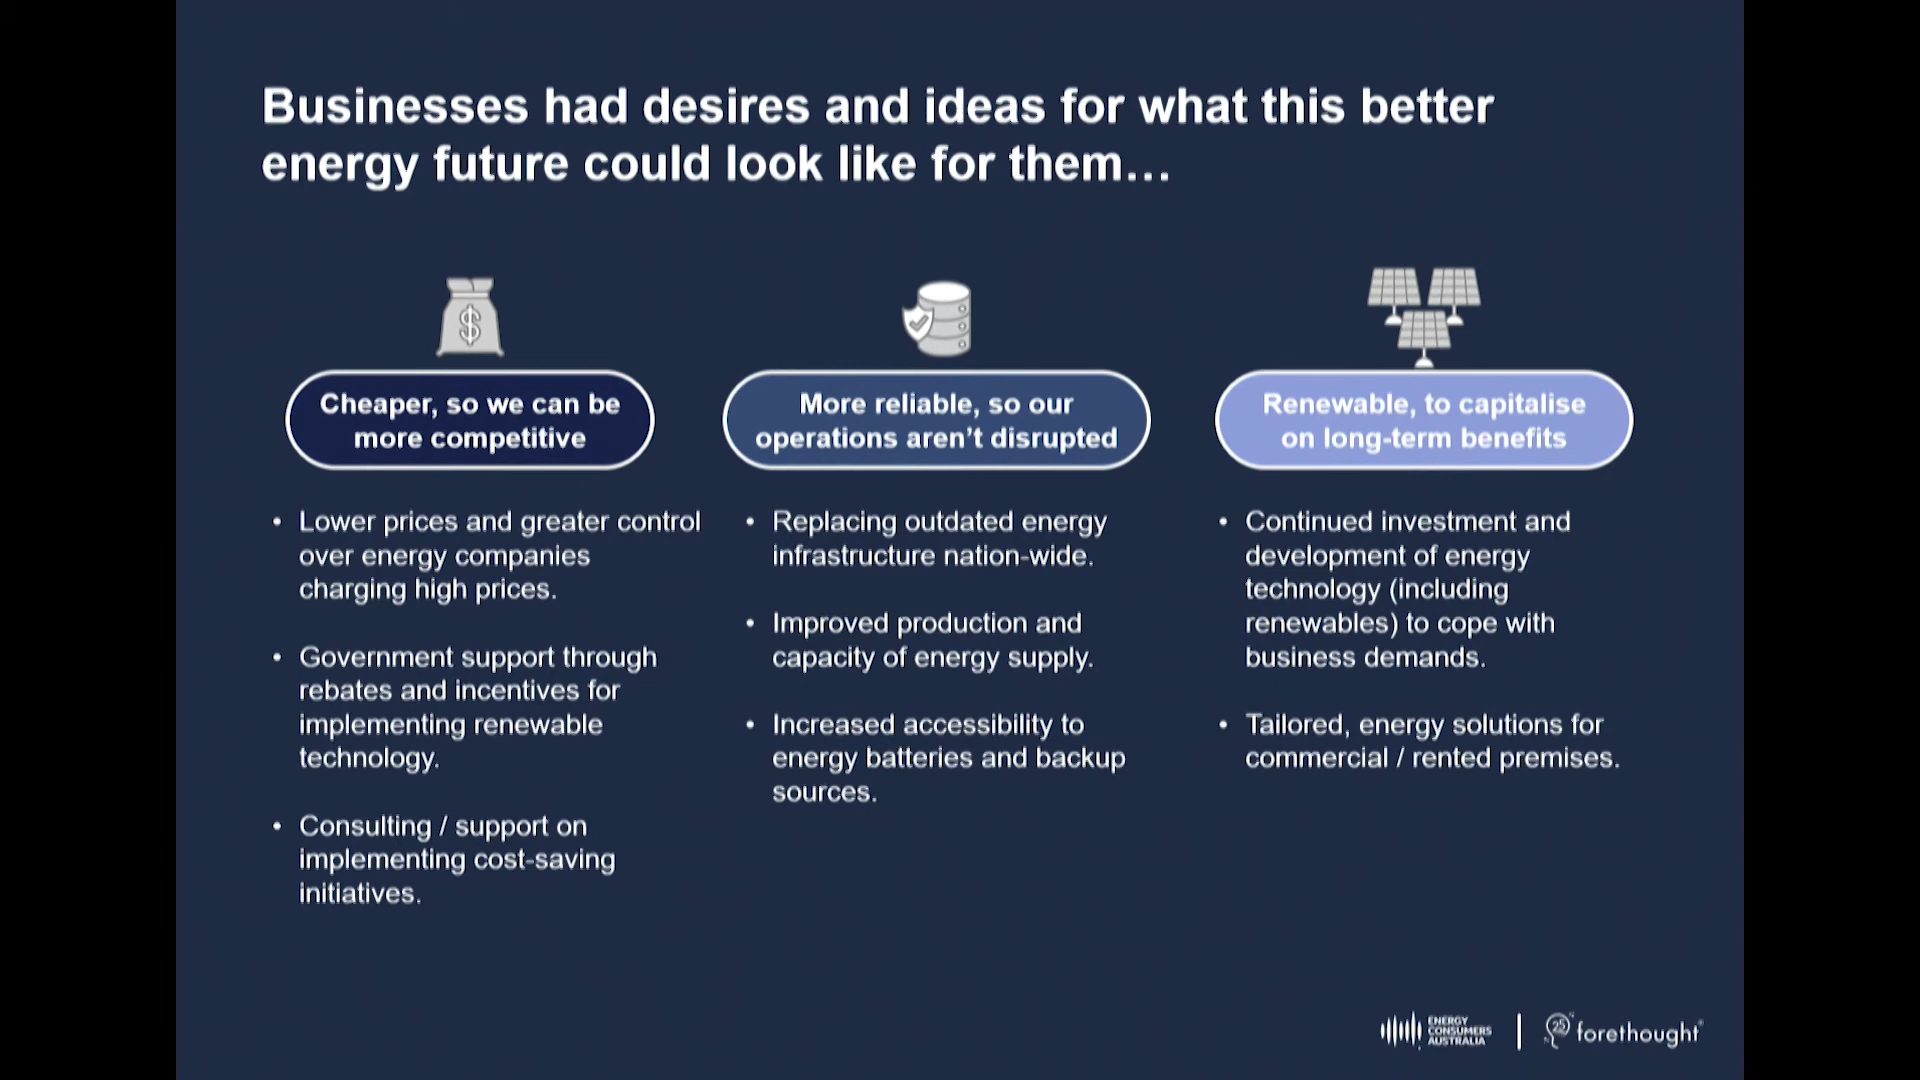 Businesses had desires and ideas for what this better
energy future could look like for them...
$
Cheaper, so we can be
more competitive
• Lower prices and greater control
over energy companies
charging high prices.
• Government support through
rebates and incentives for
implementing renewable
technology.
• Consulting / support on
implementing cost-saving
initiatives.
More reliable, so our
operations aren't disrupted
• Replacing outdated energy
infrastructure nation-wide.
• Improved production and
capacity of energy supply.
• Increased accessibility to
energy batteries and backup
sources.
Renewable, to capitalise
on long-term benefits
• Continued investment and
development of energy
technology (including
renewables) to cope with
business demands.
• Tailored, energy solutions for
commercial / rented premises.
ENERGY
CONSUMERS
AUSTRALIA
25
forethought